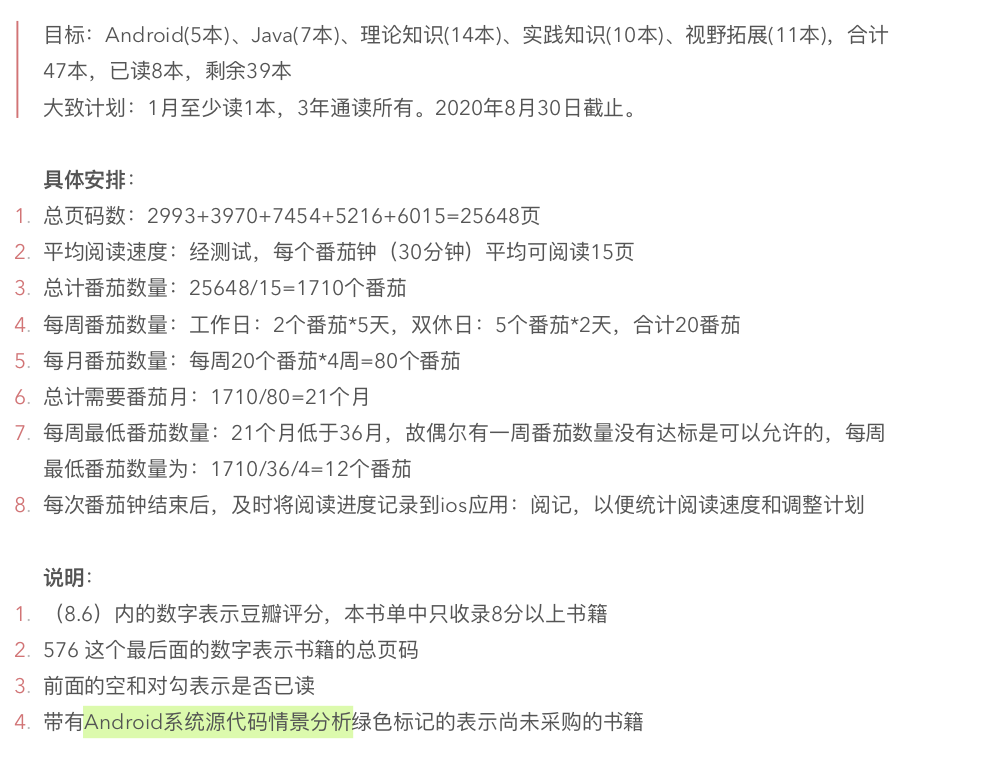 目标：Android(5本)、Java(7本)、理论知识(14本)、实践知识(10本)、视野拓展(11本)，合计
47本，已读8本，剩余39本
大致计划：1月至少读1本，3年通读所有。2020年8月30日截止。
具体安排：
1. 总页码数：2993+3970+7454+5216+6015=25648页
2. 平均阅读速度：经测试，每个番茄钟（30分钟）平均可阅读15页
3. 总计番茄数量：25648/15=1710个番茄
4. 每周番茄数量：工作日：2个番茄*5天，双休日：5个番茄*2天，合计20番茄
5. 每月番茄数量：每周20个番茄*4周=80个番茄
6. 总计需要番茄月：1710/80=21个月
7. 每周最低番茄数量：21个月低于36月，故偶尔有一周番茄数量没有达标是可以允许的，每周
最低番茄数量为：1710/36/4=12个番茄
8. 每次番茄钟结束后，及时将阅读进度记录到ios应用：阅记，以便统计阅读速度和调整计划
说明：
1. （8.6）内的数字表示豆瓣评分，本书单中只收录8分以上书籍
2. 576 这个最后面的数字表示书籍的总页码
3. 前面的空和对勾表示是否已读
4. 带有Android系统源代码情景分析绿色标记的表示尚未采购的书籍